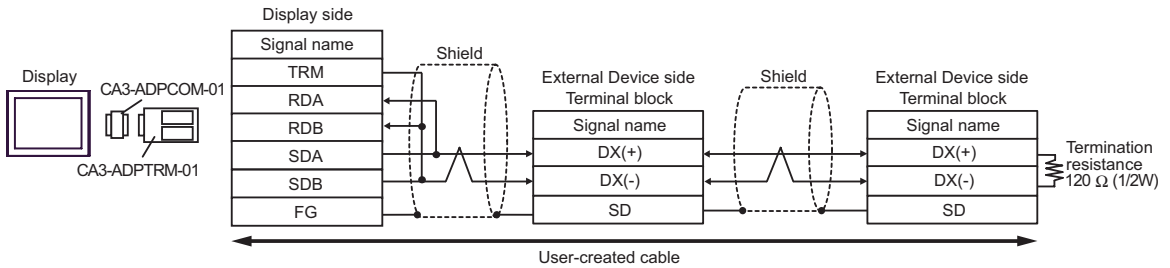 Display side
Signal name
TRM
RDA
RDB
SDA
SDB
FG
Display
CA3-ADPCOM-01
CA3-ADPTRM-01
Shield
External Device side
Terminal block
Signal name
DX(+)
DX(-)
SD
Shield
External Device side
Terminal block
Signal name
DX(+)
DX(-)
SD
Termination
resistance
120 Ω (1/2W)
User-created cable